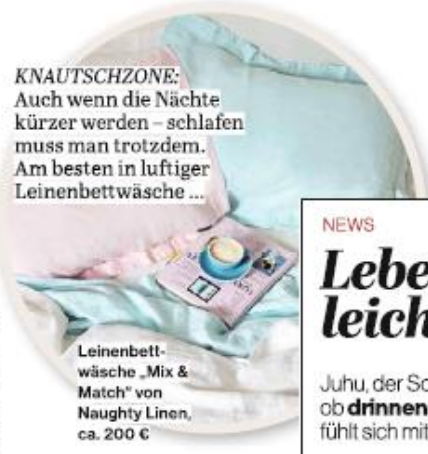 KNAUTSCHZONE:
Auch wenn die Nächte
kürzer werden – schlafen
muss man trotzdem.
Am besten in luftiger
Leinenbettwäsche ...
Leinenbett-
wäsche „Mix &
Match“ von
Naughty Linen,
ca. 200 €
NEWS
Lebe
leich
Juhu, der So
ob drinnen
fühlt sich mit